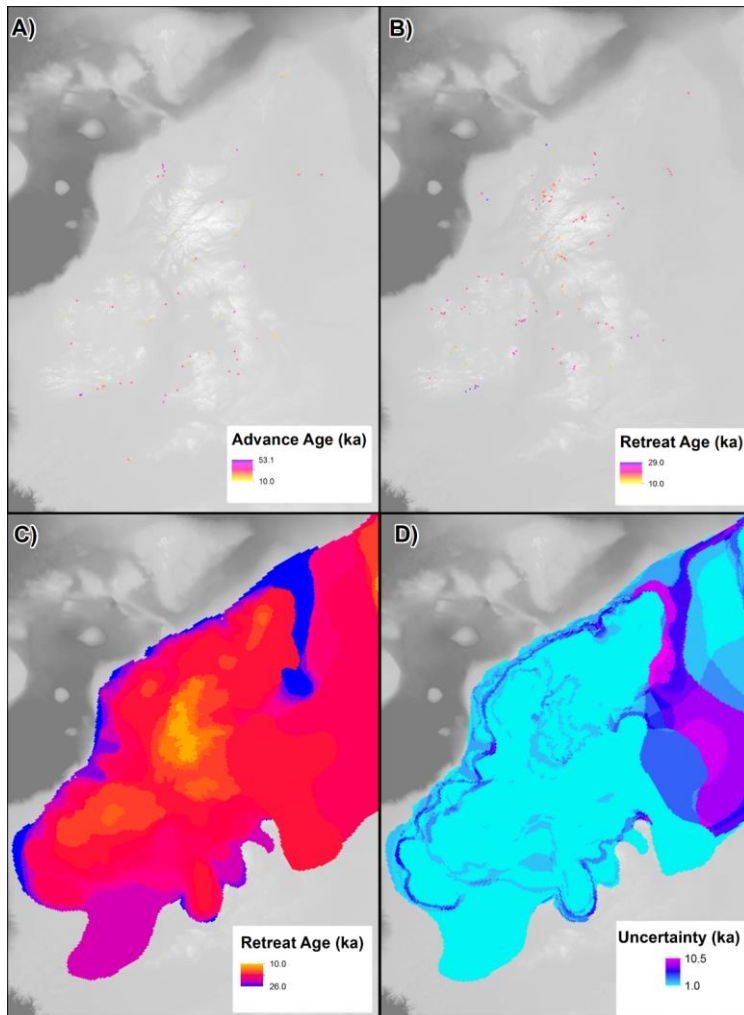 A)
Advance Age (ka)
53.1
10.0
B)
Retreat Age (ka)
29.0
10.0
C)
Retreat Age (ka)
10.0
26.0
D)
Uncertainty (ka)
10.5
1.0